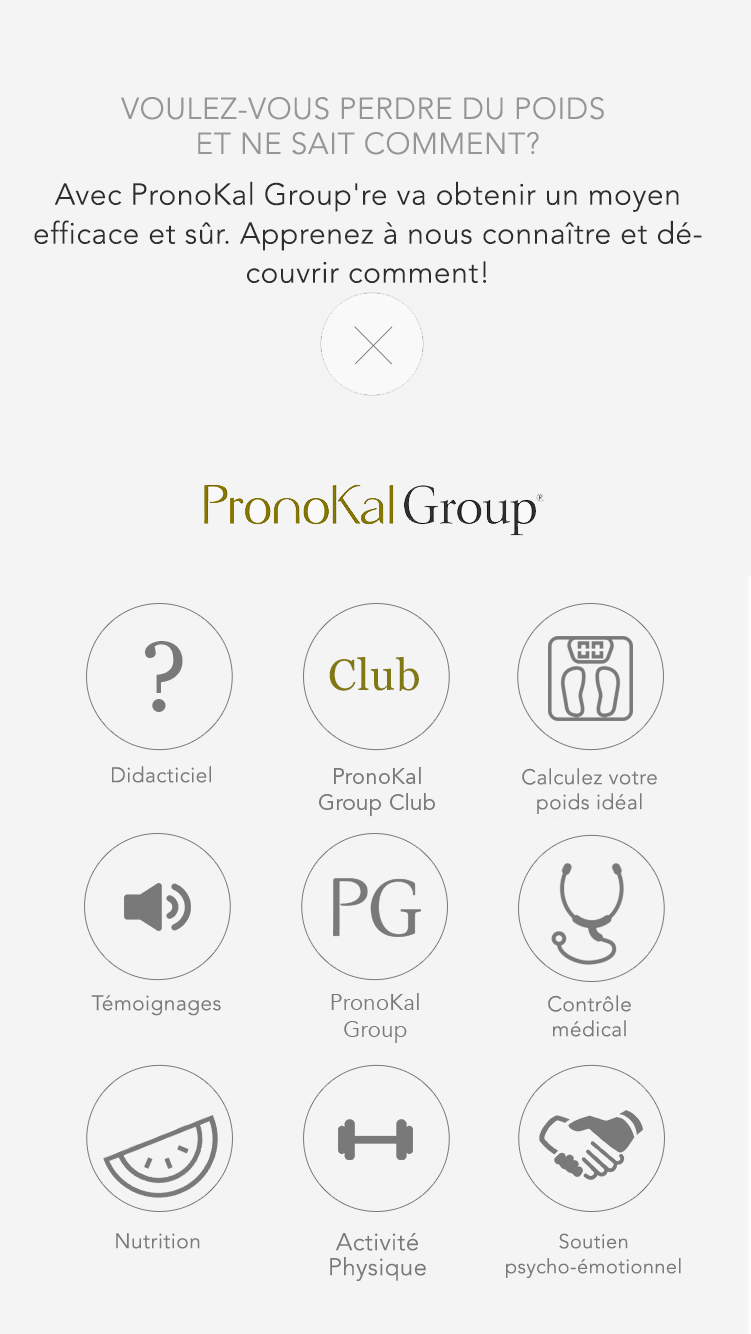 VOULEZ-VOUS PERDRE DU POIDS
ET NE SAIT COMMENT?
Avec PronoKal Group're va obtenir un moyen
efficace et sûr. Apprenez à nous connaître et dé-
couvrir comment!
PronoKal Group®
?
Club
Didacticiel
PronoKal
Group Club
Calculez votre
poids idéal
PG
Témoignages
PronoKal
Group
Contrôle
médical
Nutrition
Activité
Physique
Soutien
psycho-émotionnel